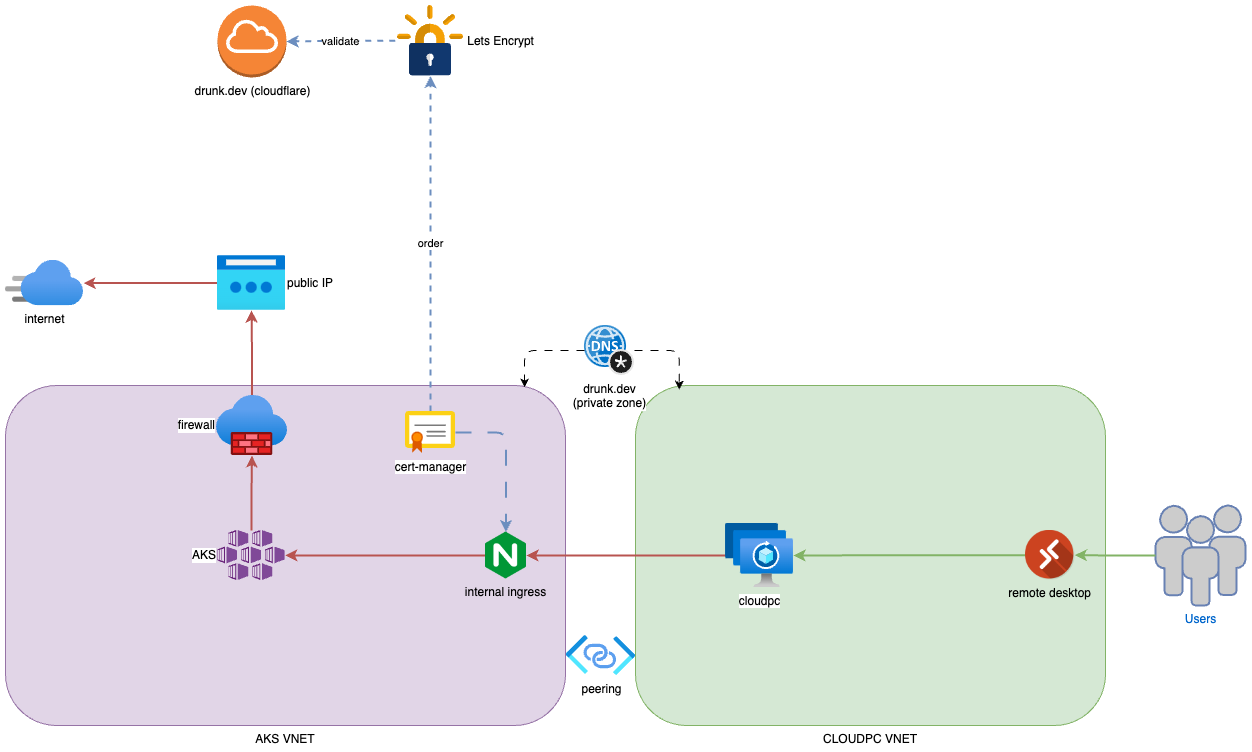 validate
Lets Encrypt
drunk.dev (cloudflare)
order
public IP
internet
DNS
drunk.dev
(private zone)
firewall
cert-manager
AKS
N
internal ingress
cloudpc
remote desktop
Users
peering
AKS VNET
CLOUDPC VNET